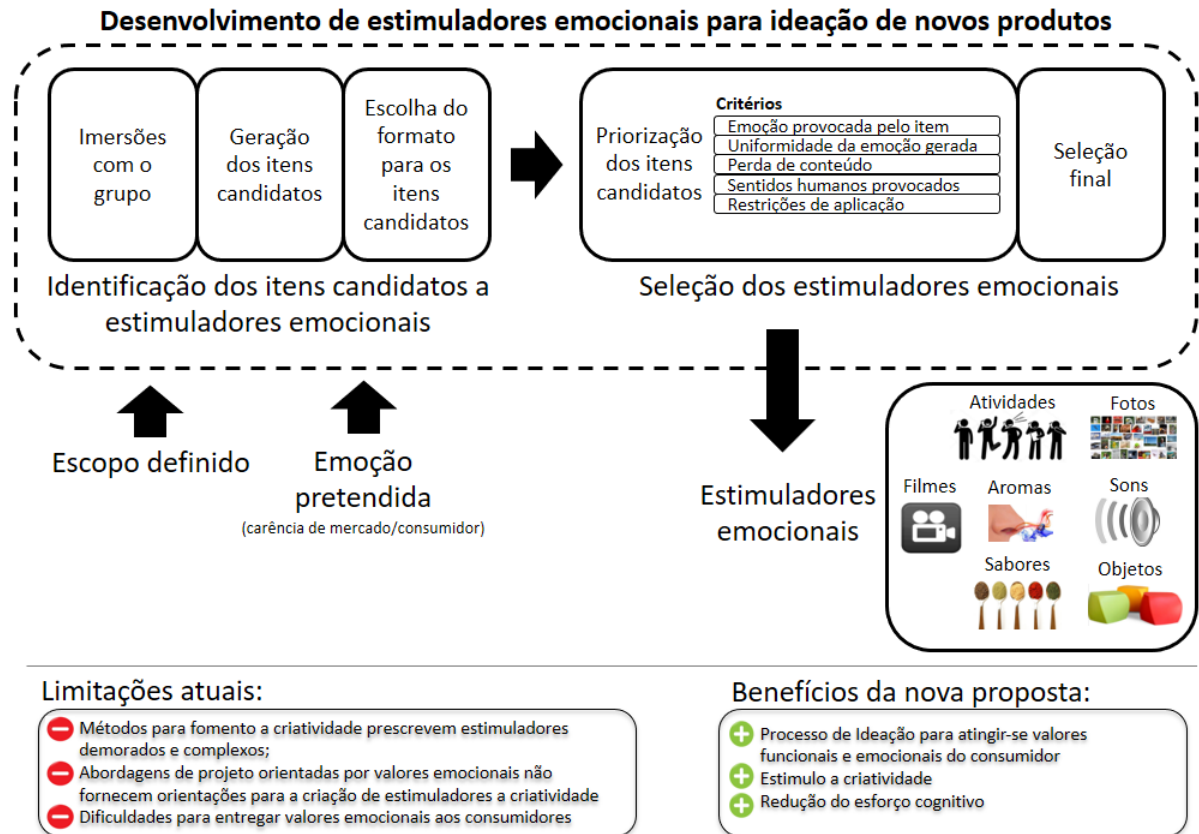 Desenvolvimento de estimuladores emocionais para ideação de novos produtos
Imersões
com o
grupo
Geração
dos itens
candidatos
Escolha do
formato
para os
itens
candidatos
Priorização
dos itens
candidatos
Critérios
Emoção provocada pelo item
Uniformidade da emoção gerada
Perda de conteúdo
Sentidos humanos provocados
Restrições de aplicação
Seleção
final
Identificação dos itens candidatos a
estimuladores emocionais
Seleção dos estimuladores emocionais
Escopo definido
Emoção
pretendida
(carência de mercado/consumidor)
Estimuladores
emocionais
Atividades
Fotos
Filmes
Aromas
Sons
Sabores
Objetos
Limitações atuais:
Métodos para fomento a criatividade prescrevem estimuladores
demorados e complexos;
Abordagens de projeto orientadas por valores emocionais não
fornecem orientações para a criação de estimuladores a criatividade
Dificuldades para entregar valores emocionais aos consumidores
Benefícios da nova proposta:
Processo de Ideação para atingir-se valores
funcionais e emocionais do consumidor
Estimulo a criatividade
Redução do esforço cognitivo